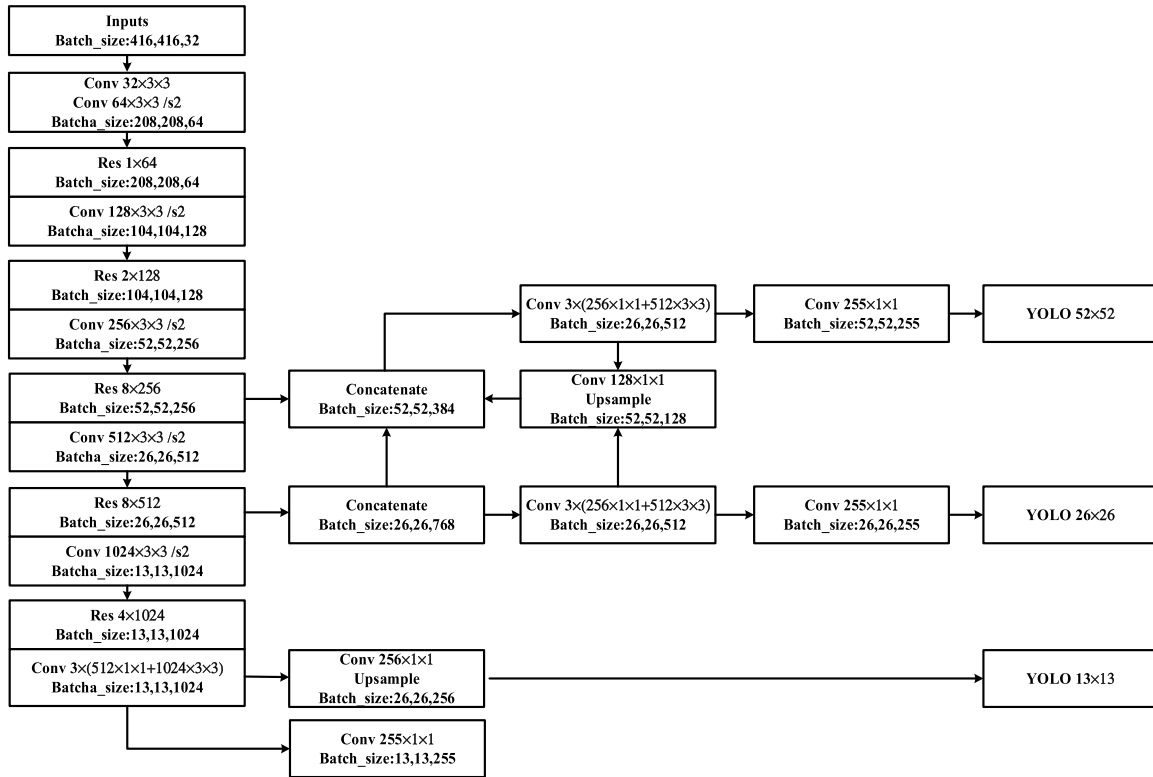 Inputs
Batch_size:416,416,32
Conv 32×3×3
Conv 64×3×3 /s2
Batcha_size:208,208,64
Res 1×64
Batch_size:208,208,64
Conv 128×3×3 /s2
Batcha_size:104,104,128
Res 2×128
Batch_size:104,104,128
Conv 256×3×3 /s2
Batcha_size:52,52,256
Res 8×256
Batch_size:52,52,256
Conv 512×3×3 /s2
Batcha_size:26,26,512
Res 8×512
Batch_size:26,26,512
Conv 1024×3×3 /s2
Batcha_size:13,13,1024
Res 4×1024
Batch_size:13,13,1024
Conv 3×(512×1×1+1024×3×3)
Batcha_size:13,13,1024
Conv 3×(256×1×1+512×3×3)
Batch_size:26,26,512
Conv 255×1×1
Batch_size:52,52,255
YOLO 52×52
Concatenate
Batch_size:52,52,384
Conv 128×1×1
Upsample
Batch_size:52,52,128
Concatenate
Batch_size:26,26,768
Conv 3×(256×1×1+512×3×3)
Batch_size:26,26,512
Conv 255×1×1
Batch_size:26,26,255
YOLO 26×26
Conv 256×1×1
Upsample
Batch_size:26,26,256
YOLO 13×13
Conv 255×1×1
Batch_size:13,13,255